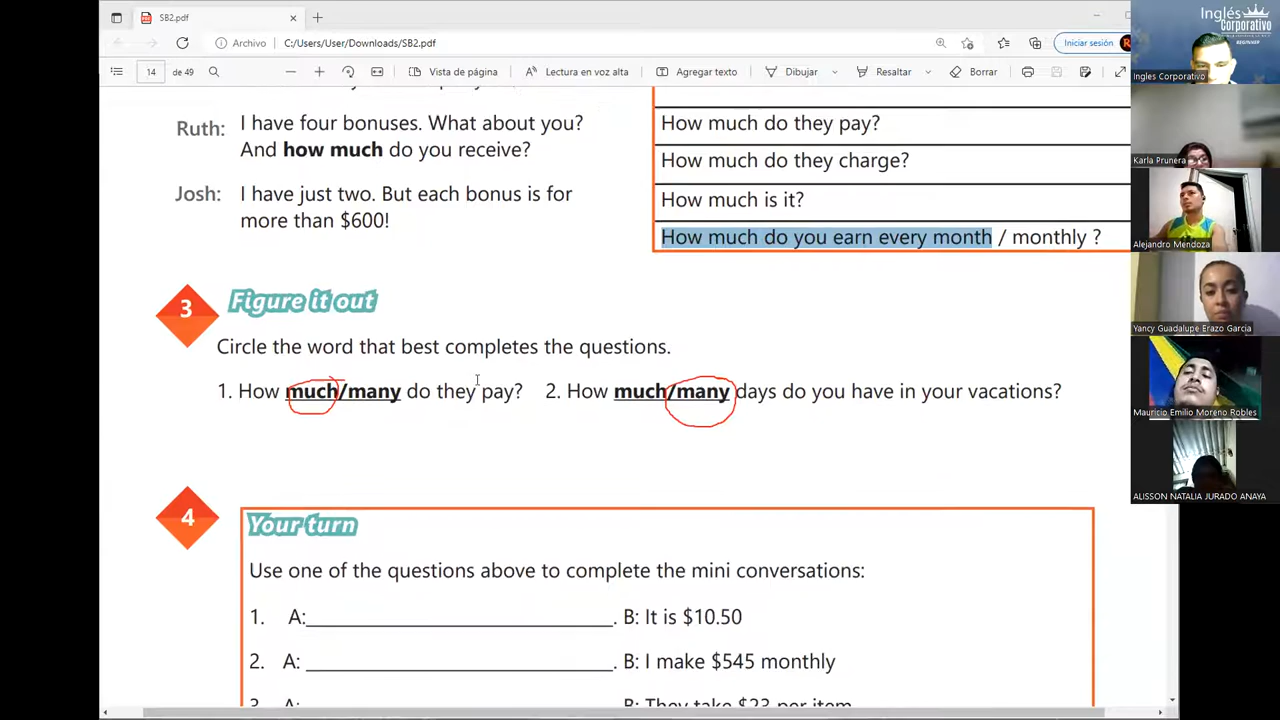 SB2.pdf
Archivo
C:/Users/User/Downloads/SB2.pdf
Iniciar sesión
R
14
de 49
Vista de página
Lectura en voz alta
Agregar texto
Dibujar
Resaltar
Borrar
Ruth: I have four bonuses. What about you?
And how much do you receive?
Josh: I have just two. But each bonus is for
more than $600!
How much do they pay?
How much do they charge?
How much is it?
How much do you earn every month / monthly ?
3 Figure it out
Circle the word that best completes the questions.
1. How much/many do they pay? 2. How much/many days do you have in your vacations?
4 Your turn
Use one of the questions above to complete the mini conversations:
1. A:______________________________. B: It is $10.50
2. A: ______________________________. B: I make $545 monthly
3. A: B: They take $23 per item
Inglés
Corporativo
BEGINNER
Ingles Corporativo
Karla Prunera
Alejandro Mendoza
Yancy Guadalupe Erazo Garcia
Mauricio Emilio Moreno Robles
ALISSON NATALIA JURADO ANAYA